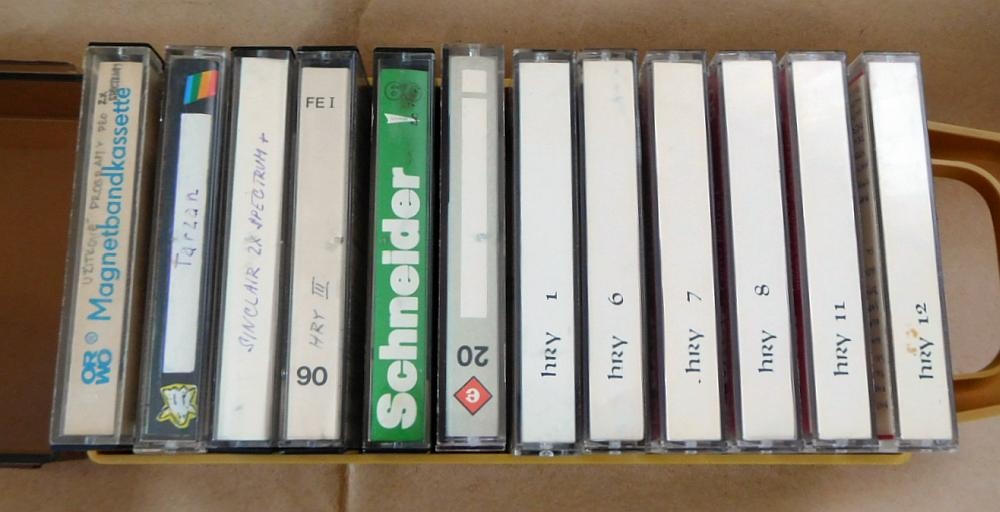 UŽITKOVÉ PROGRAMY PRO ZX SPECTRUM
ORWO ® Magnetbandkassette
Tarzan
SINCLAIR ZX SPECTRUM +
FE I
HRY III
90
Schneider
20
e
hry 1
hry 6
hry 7
hry 8
hry 11
hry 12